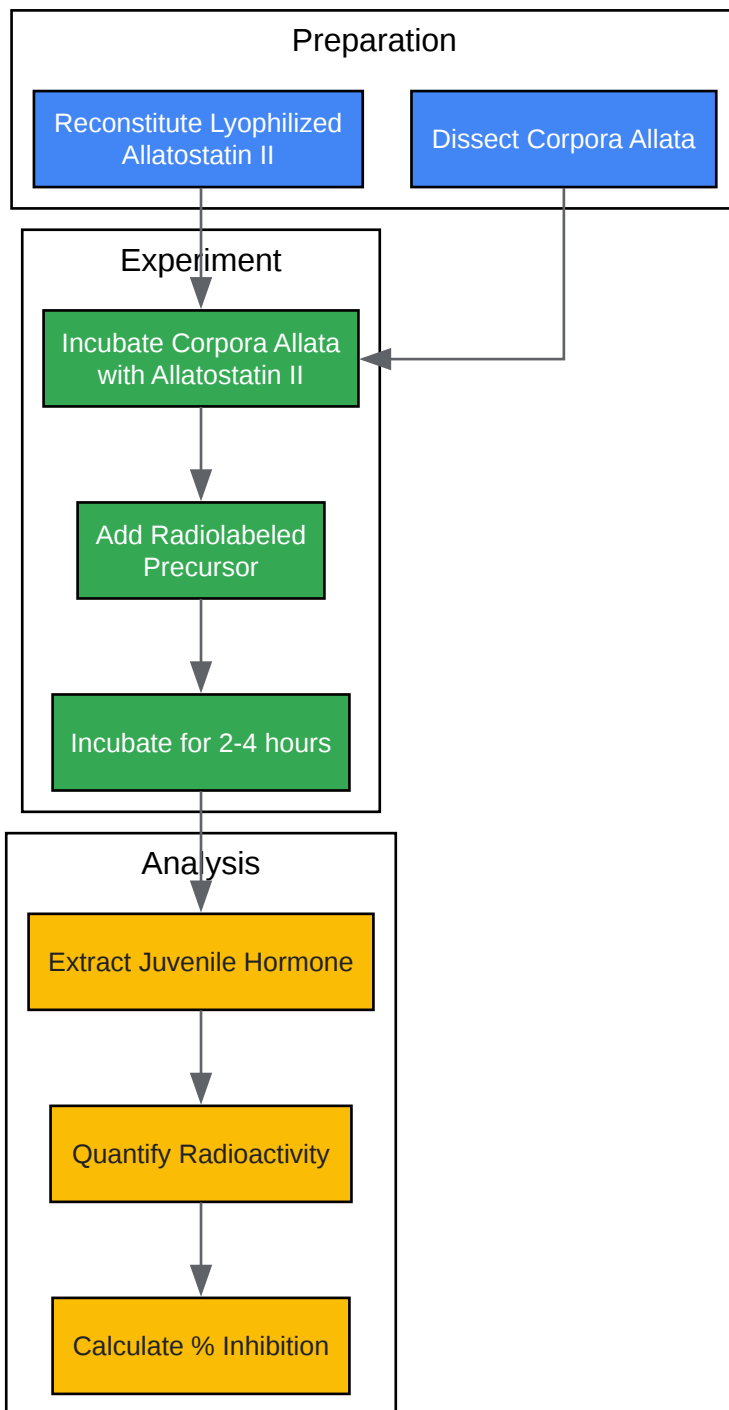 Preparation
Reconstitute Lyophilized
Allatostatin II
Dissect Corpora Allata
Experiment
Incubate Corpora Allata
with Allatostatin II
Add Radiolabeled
Precursor
Incubate for 2-4 hours
Analysis
Extract Juvenile Hormone
Quantify Radioactivity
Calculate % Inhibition